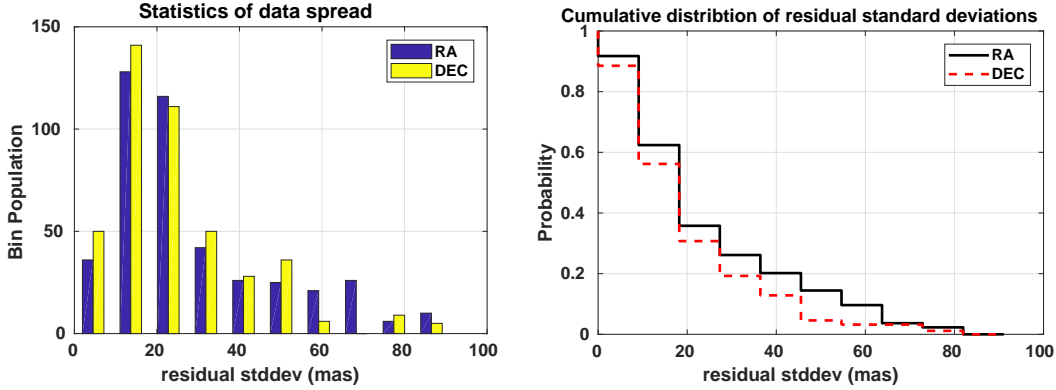 Statistics of data spread
150
100
50
0
Bin Population
RA
DEC
0 20 40 60 80 100
residual stddev (mas)
Cumulative distribtion of residual standard deviations
1
0.8
0.6
0.4
0.2
0
Probability
RA
DEC
0 20 40 60 80 100
residual stddev (mas)